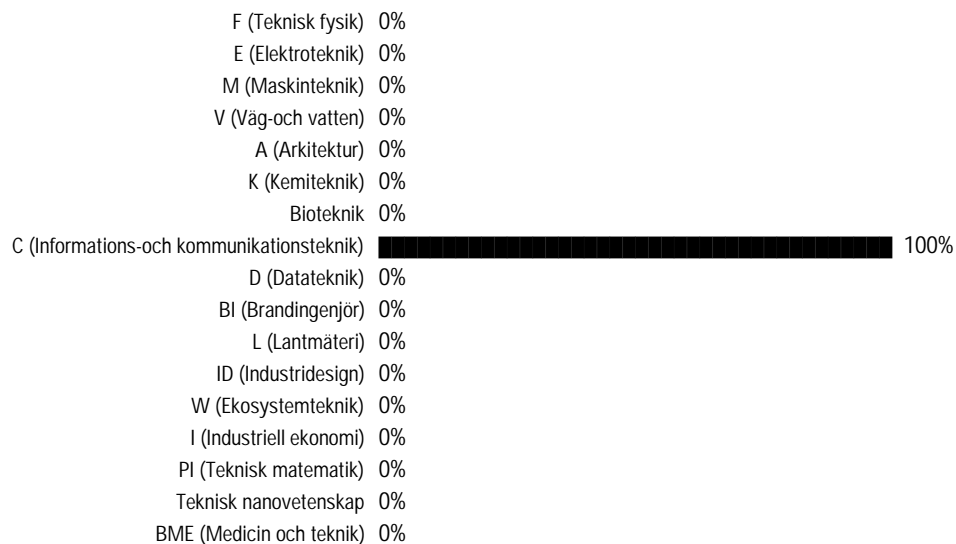 F (Teknisk fysik) 0%
E (Elektroteknik) 0%
M (Maskinteknik) 0%
V (Väg-och vatten) 0%
A (Arkitektur) 0%
K (Kemiteknik) 0%
Bioteknik 0%
C (Informations-och kommunikationsteknik) 100%
D (Datateknik) 0%
BI (Brandingenjör) 0%
L (Lantmäteri) 0%
ID (Industridesign) 0%
W (Ekosystemteknik) 0%
I (Industriell ekonomi) 0%
PI (Teknisk matematik) 0%
Teknisk nanovetenskap 0%
BME (Medicin och teknik) 0%